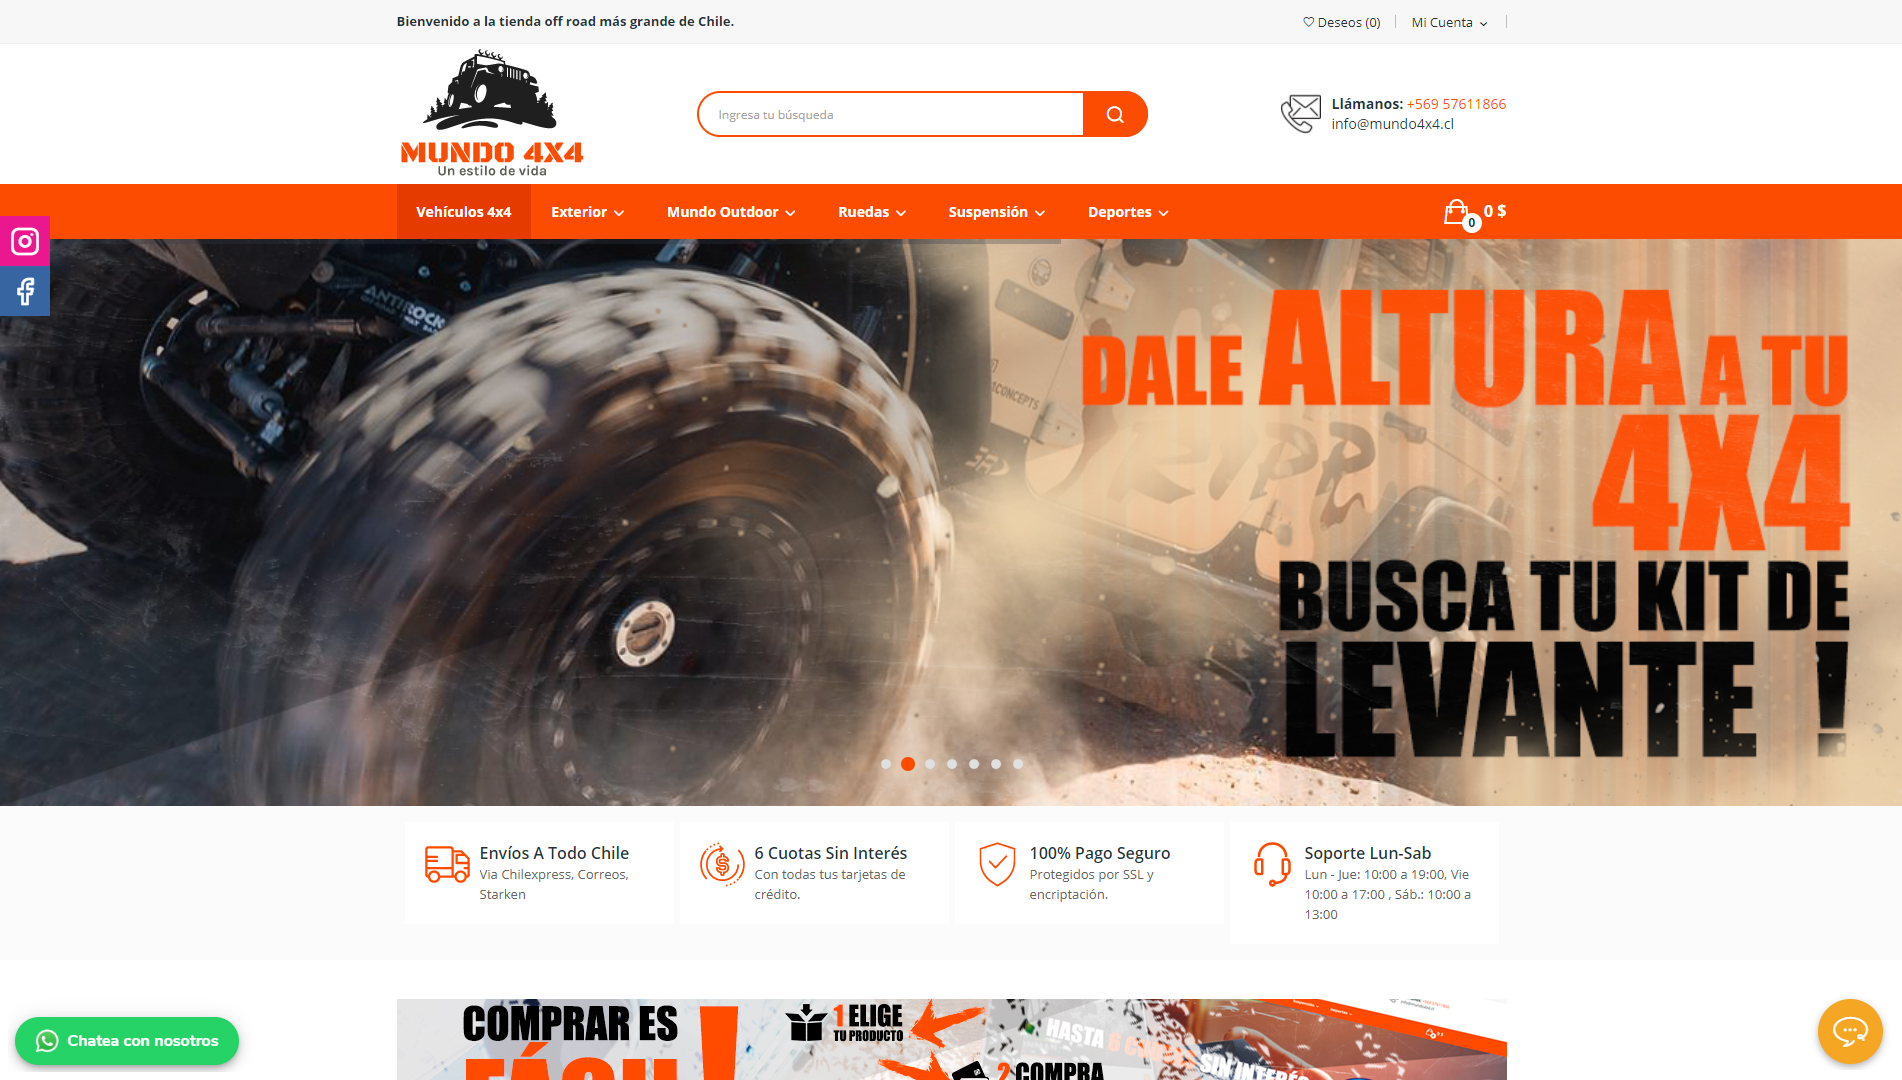 Bienvenido a la tienda off road más grande de Chile.
Deseos (0)
Mi Cuenta
MUNDO 4X4
Un estilo de vida
Ingresa tu búsqueda
Llámanos: +569 57611866
info@mundo4x4.cl
Vehículos 4x4
Exterior
Mundo Outdoor
Ruedas
Suspensión
Deportes
0
0 $
ANTIROCK
DALE ALTURA A TU
4X4
BUSCA TU KIT DE
LEVANTE !
Envíos A Todo Chile
Via Chilexpress, Correos,
Starken
6 Cuotas Sin Interés
Con todas tus tarjetas de
crédito.
100% Pago Seguro
Protegidos por SSL y
encriptación.
Soporte Lun-Sab
Lun - Jue: 10:00 a 19:00, Vie
10:00 a 17:00 , Sáb.: 10:00 a
13:00
COMPRAR ES
FÁCIL !
1 ELIGE
TU PRODUCTO
2 COMPRA
HASTA 6 CUOTAS
SIN INTERÉS
Chatea con nosotros